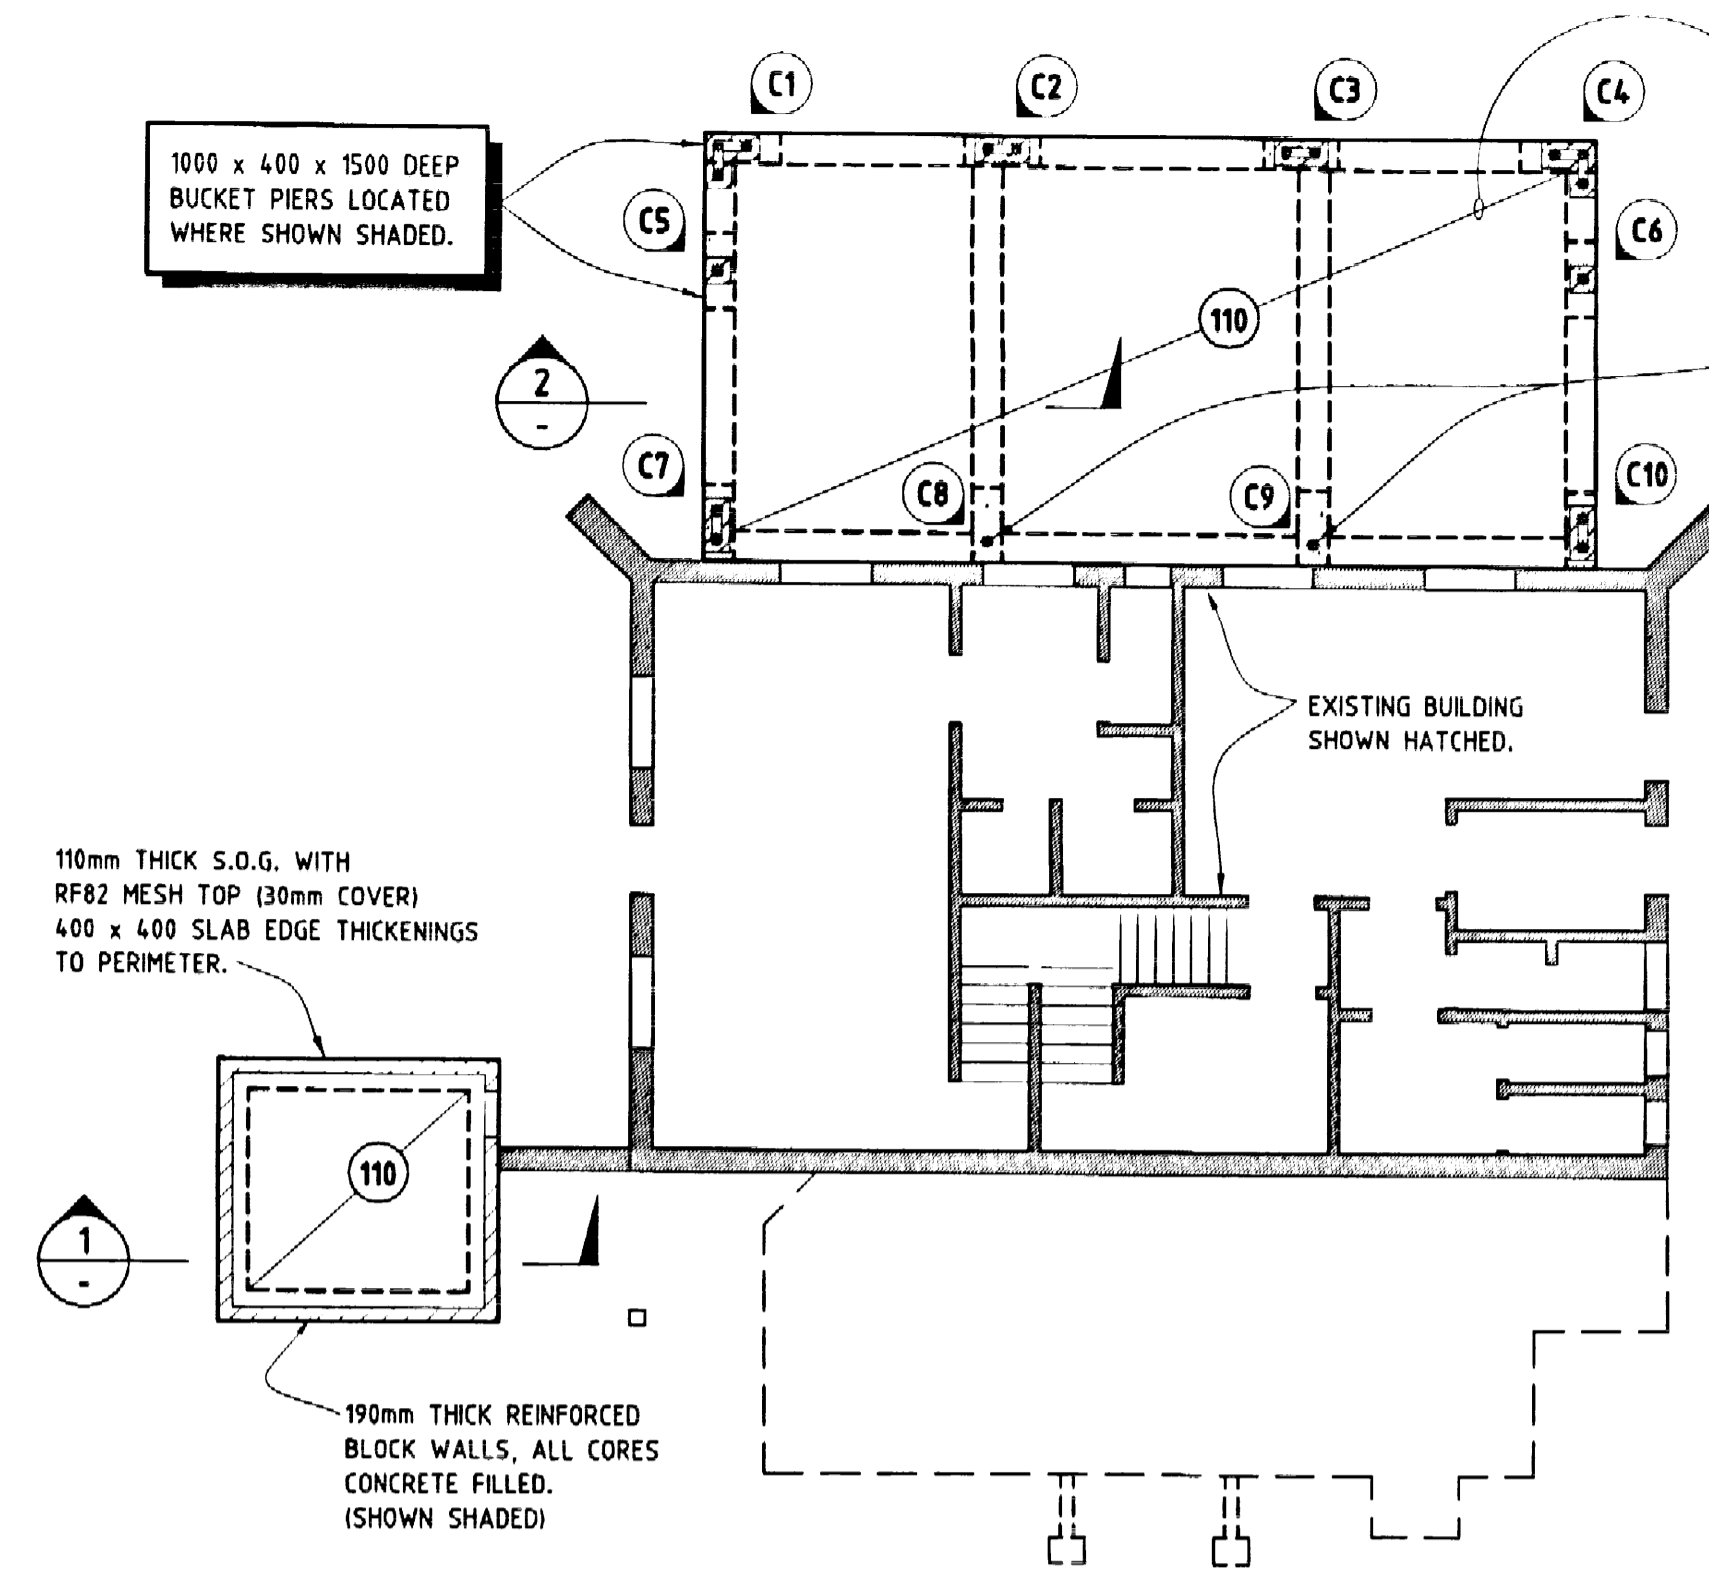 C1
C2
C3
C4
1000 x 400 x 1500 DEEP
BUCKET PIERS LOCATED
WHERE SHOWN SHADED.
C5
C6
110
2
-
C7
C8
C9
C10
EXISTING BUILDING
SHOWN HATCHED.
110mm THICK S.O.G. WITH
RF82 MESH TOP (30mm COVER)
400 x 400 SLAB EDGE THICKENINGS
TO PERIMETER.
110
1
-
190mm THICK REINFORCED
BLOCK WALLS, ALL CORES
CONCRETE FILLED.
(SHOWN SHADED)